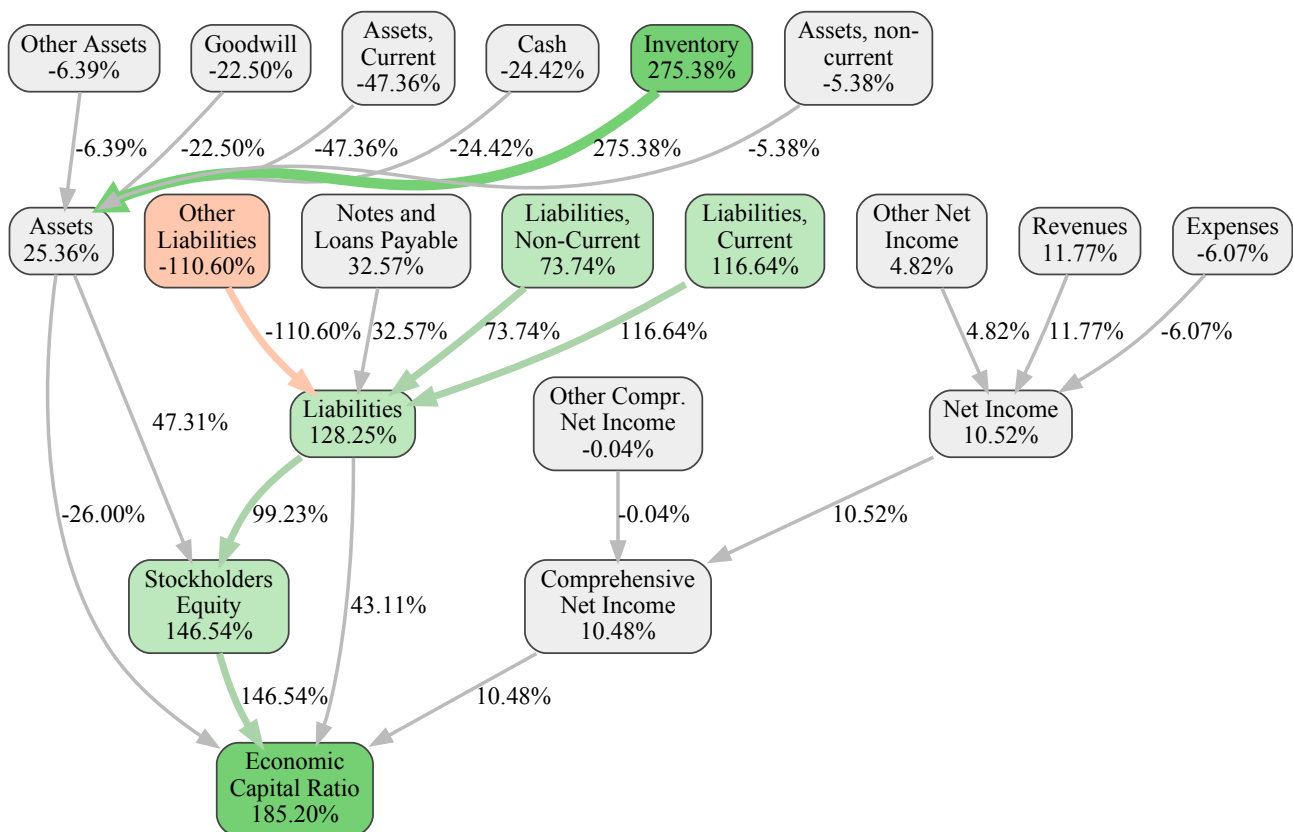 Other Assets
-6.39%
Goodwill
-22.50%
Assets,
Current
-47.36%
Cash
-24.42%
Inventory
275.38%
Assets, non-
current
-5.38%
-6.39%
-22.50%
-47.36%
-24.42%
275.38%
-5.38%
Assets
25.36%
Other
Liabilities
-110.60%
Notes and
Loans Payable
32.57%
Liabilities,
Non-Current
73.74%
Liabilities,
Current
116.64%
Other Net
Income
4.82%
Revenues
11.77%
Expenses
-6.07%
-110.60%
32.57%
73.74%
116.64%
4.82%
11.77%
-6.07%
47.31%
Liabilities
128.25%
Other Compr.
Net Income
-0.04%
Net Income
10.52%
-26.00%
99.23%
-0.04%
10.52%
Stockholders
Equity
146.54%
43.11%
Comprehensive
Net Income
10.48%
146.54%
10.48%
Economic
Capital Ratio
185.20%